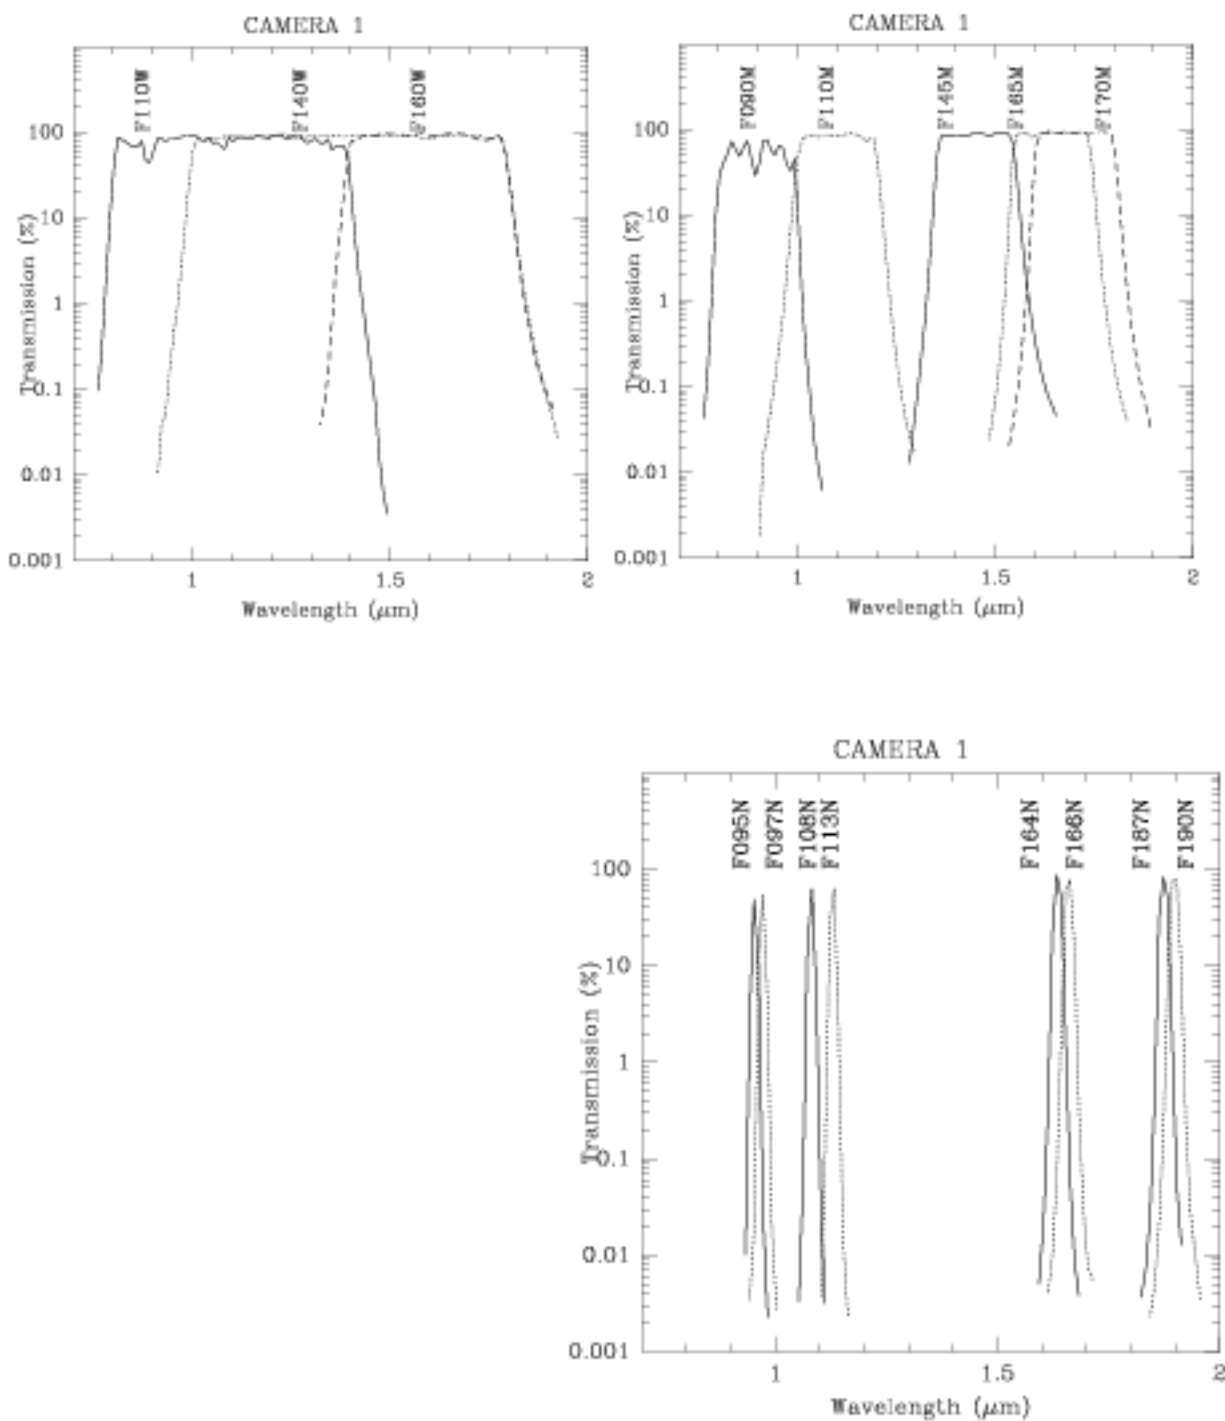 CAMERA 1
F110W
F140W
F160W
100
10
1
0.1
0.01
0.001
Transmission (%)
1
1.5
2
Wavelength (μm)
CAMERA 1
F090M
F110M
F145M
F165M
F170M
100
10
1
0.1
0.01
0.001
Transmission (%)
1
1.5
2
Wavelength (μm)
CAMERA 1
F095N
F097N
F108N
F113N
F164N
F166N
F187N
F190N
100
10
1
0.1
0.01
0.001
Transmission (%)
1
1.5
2
Wavelength (μm)